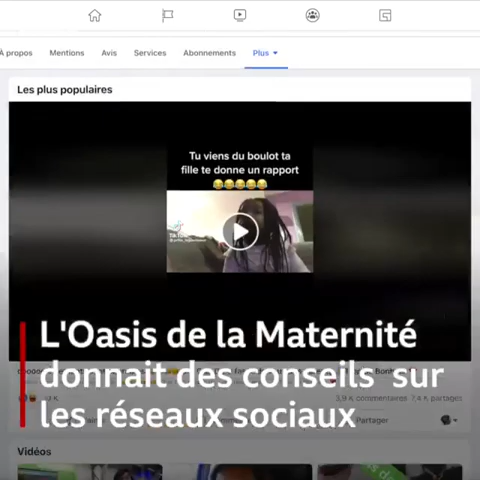 À propos Mentions Avis Services Abonnements Plus
Les plus populaires
Tu viens du boulot ta
fille te donne un rapport
😂😂😂😂😂
TikTok
L'Oasis de la Maternité
donnait des conseils sur
les réseaux sociaux
3,9 K commentaires 7,4 K partages
Partager
Vidéos